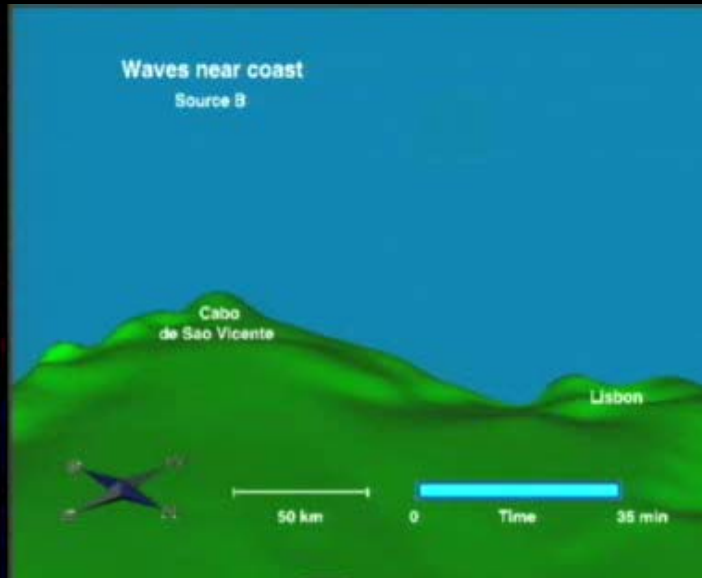 Waves near coast
Source B
Cabo
de Sao Vicente
Lisbon
50 km
0 Time 35 min